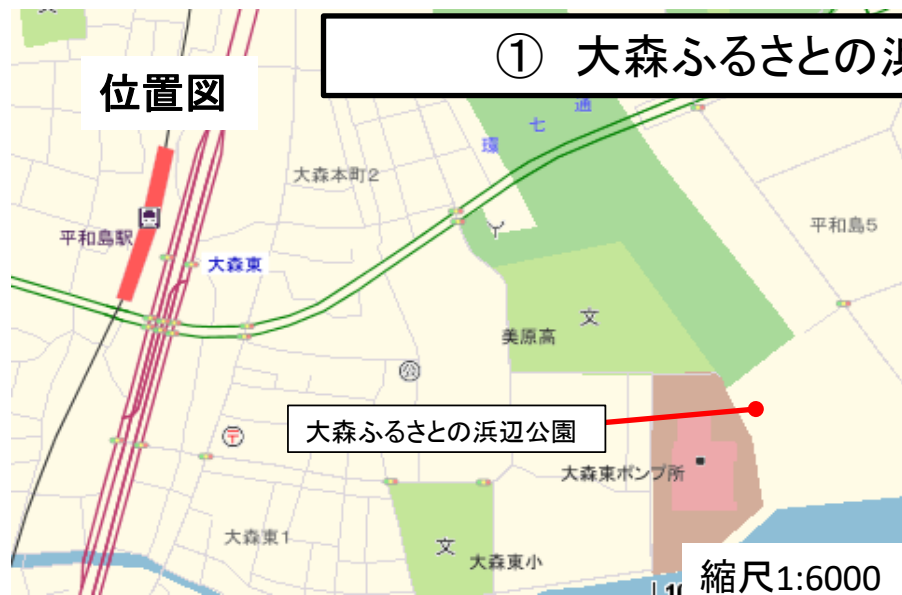 ① 大森ふるさとの浜
位置図
通
七
環
大森本町2
平和島駅
平和島5
大森東
文
美原高
公
大森ふるさとの浜辺公園
〒
大森東ポンプ所
大森東1
文
大森東小
縮尺1:6000